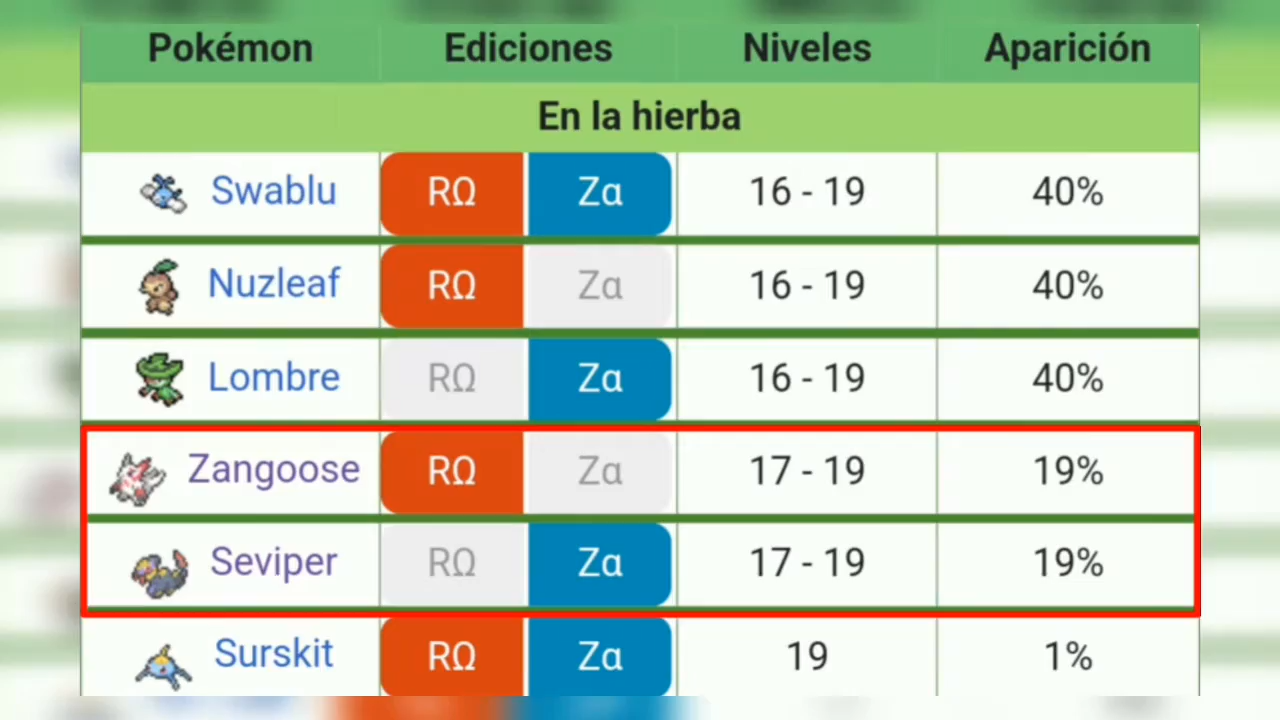 Pokémon Ediciones Niveles Aparición
En la hierba
Swablu RΩ Zα 16 - 19 40%
Nuzleaf RΩ Zα 16 - 19 40%
Lombre RΩ Zα 16 - 19 40%
Zangoose RΩ Zα 17 - 19 19%
Seviper RΩ Zα 17 - 19 19%
Surskit RΩ Zα 19 1%